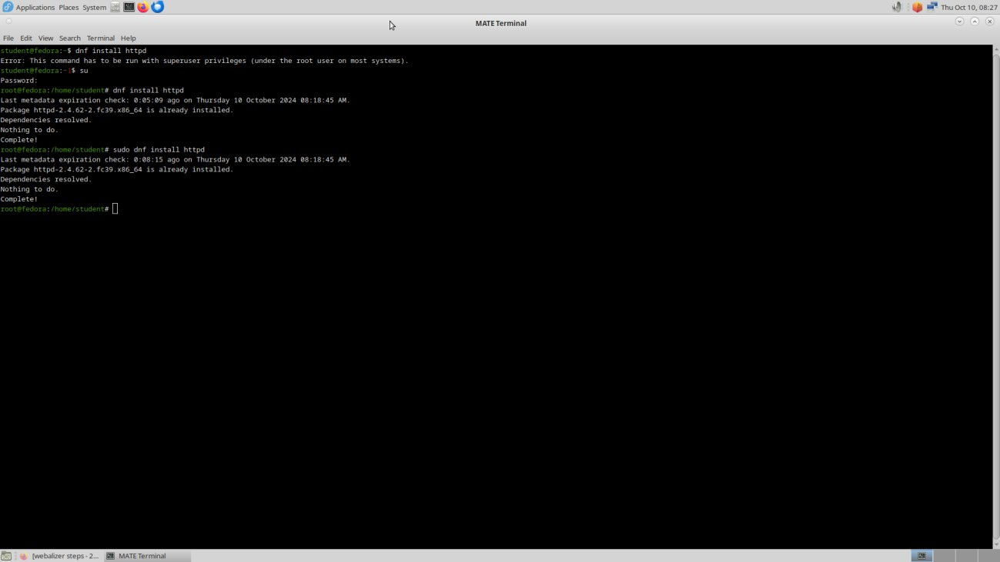 Applications Places System
Thu Oct 10, 08:27
MATE Terminal
File Edit View Search Terminal Help
student@fedora:~$ dnf install httpd
Error: This command has to be run with superuser privileges (under the root user on most systems).
student@fedora:~1$ su
Password:
root@fedora:/home/student# dnf install httpd
Last metadata expiration check: 0:05:09 ago on Thursday 10 October 2024 08:18:45 AM.
Package httpd-2.4.62-2.fc39.x86_64 is already installed.
Dependencies resolved.
Nothing to do.
Complete!
root@fedora:/home/student# sudo dnf install httpd
Last metadata expiration check: 0:08:15 ago on Thursday 10 October 2024 08:18:45 AM.
Package httpd-2.4.62-2.fc39.x86_64 is already installed.
Dependencies resolved.
Nothing to do.
Complete!
root@fedora:/home/student#
[webalizer steps - 2... MATE Terminal